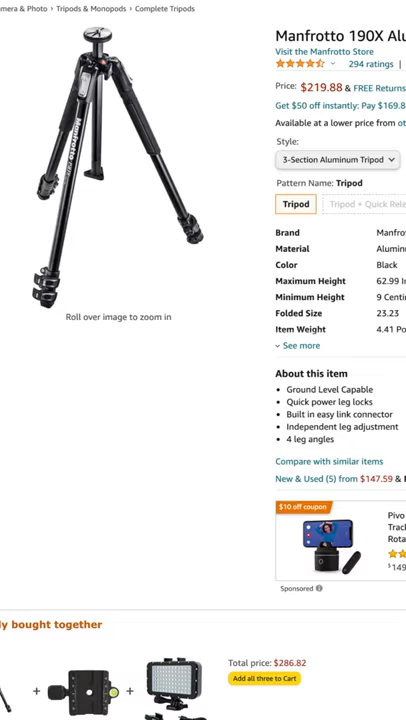 mera & Photo › Tripods & Monopods › Complete Tripods
Manfrotto 190X Alu
Visit the Manfrotto Store
294 ratings |
Price: $219.88 & FREE Returns
Get $50 off instantly: Pay $169.8
Available at a lower price from ot
Style:
3-Section Aluminum Tripod
Pattern Name: Tripod
Tripod
Tripod + Quick Rele
Brand Manfro
Material Alumin
Color Black
Maximum Height 62.99 In
Minimum Height 9 Centi
Folded Size 23.23
Item Weight 4.41 Po
See more
Manfrotto
Roll over image to zoom in
About this item
• Ground Level Capable
• Quick power leg locks
• Built in easy link connector
• Independent leg adjustment
• 4 leg angles
Compare with similar items
New & Used (5) from $147.59 &
$10 off coupon
Pivo
Track
Rota
$149
Sponsored
ly bought together
Total price: $286.82
Add all three to Cart
+
+